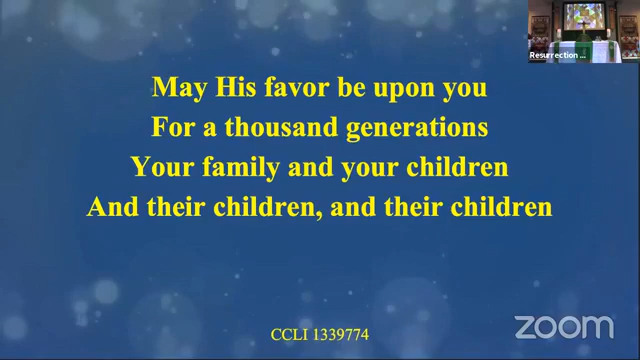 Resurrection ...
May His favor be upon you
For a thousand generations
Your family and your children
And their children, and their children
CCLI 1339774
zoom